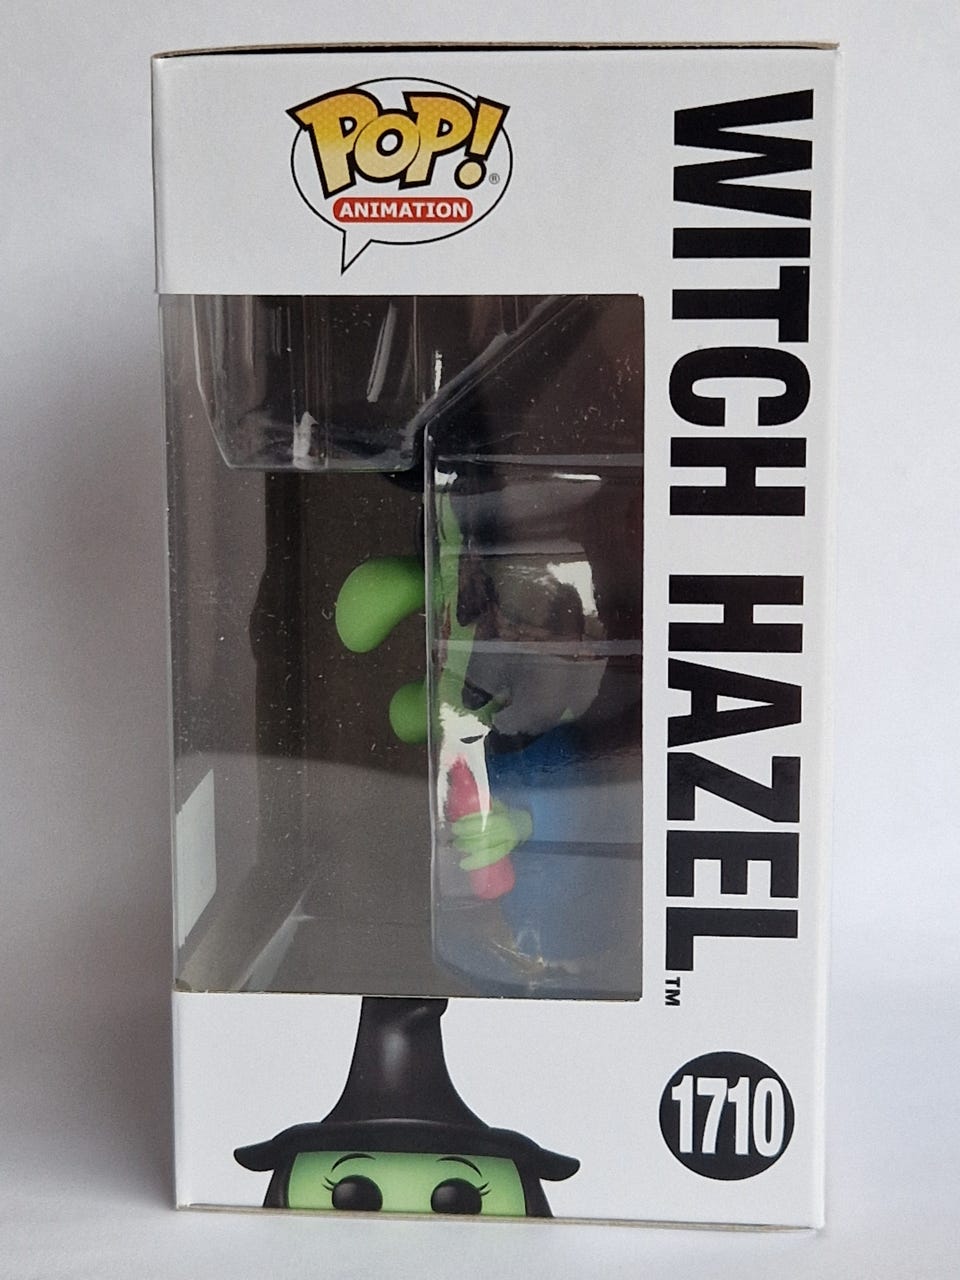 POP!
®
ANIMATION
WITCH HAZEL™
1710